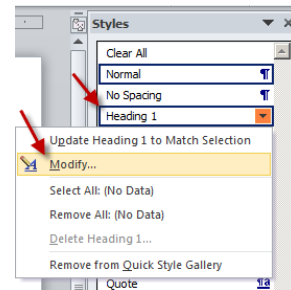 Styles
Clear All
Normal ¶
No Spacing ¶
Heading 1
Update Heading 1 to Match Selection
Modify...
Select All: (No Data)
Remove All: (No Data)
Delete Heading 1...
Remove from Quick Style Gallery
Quote ¶a